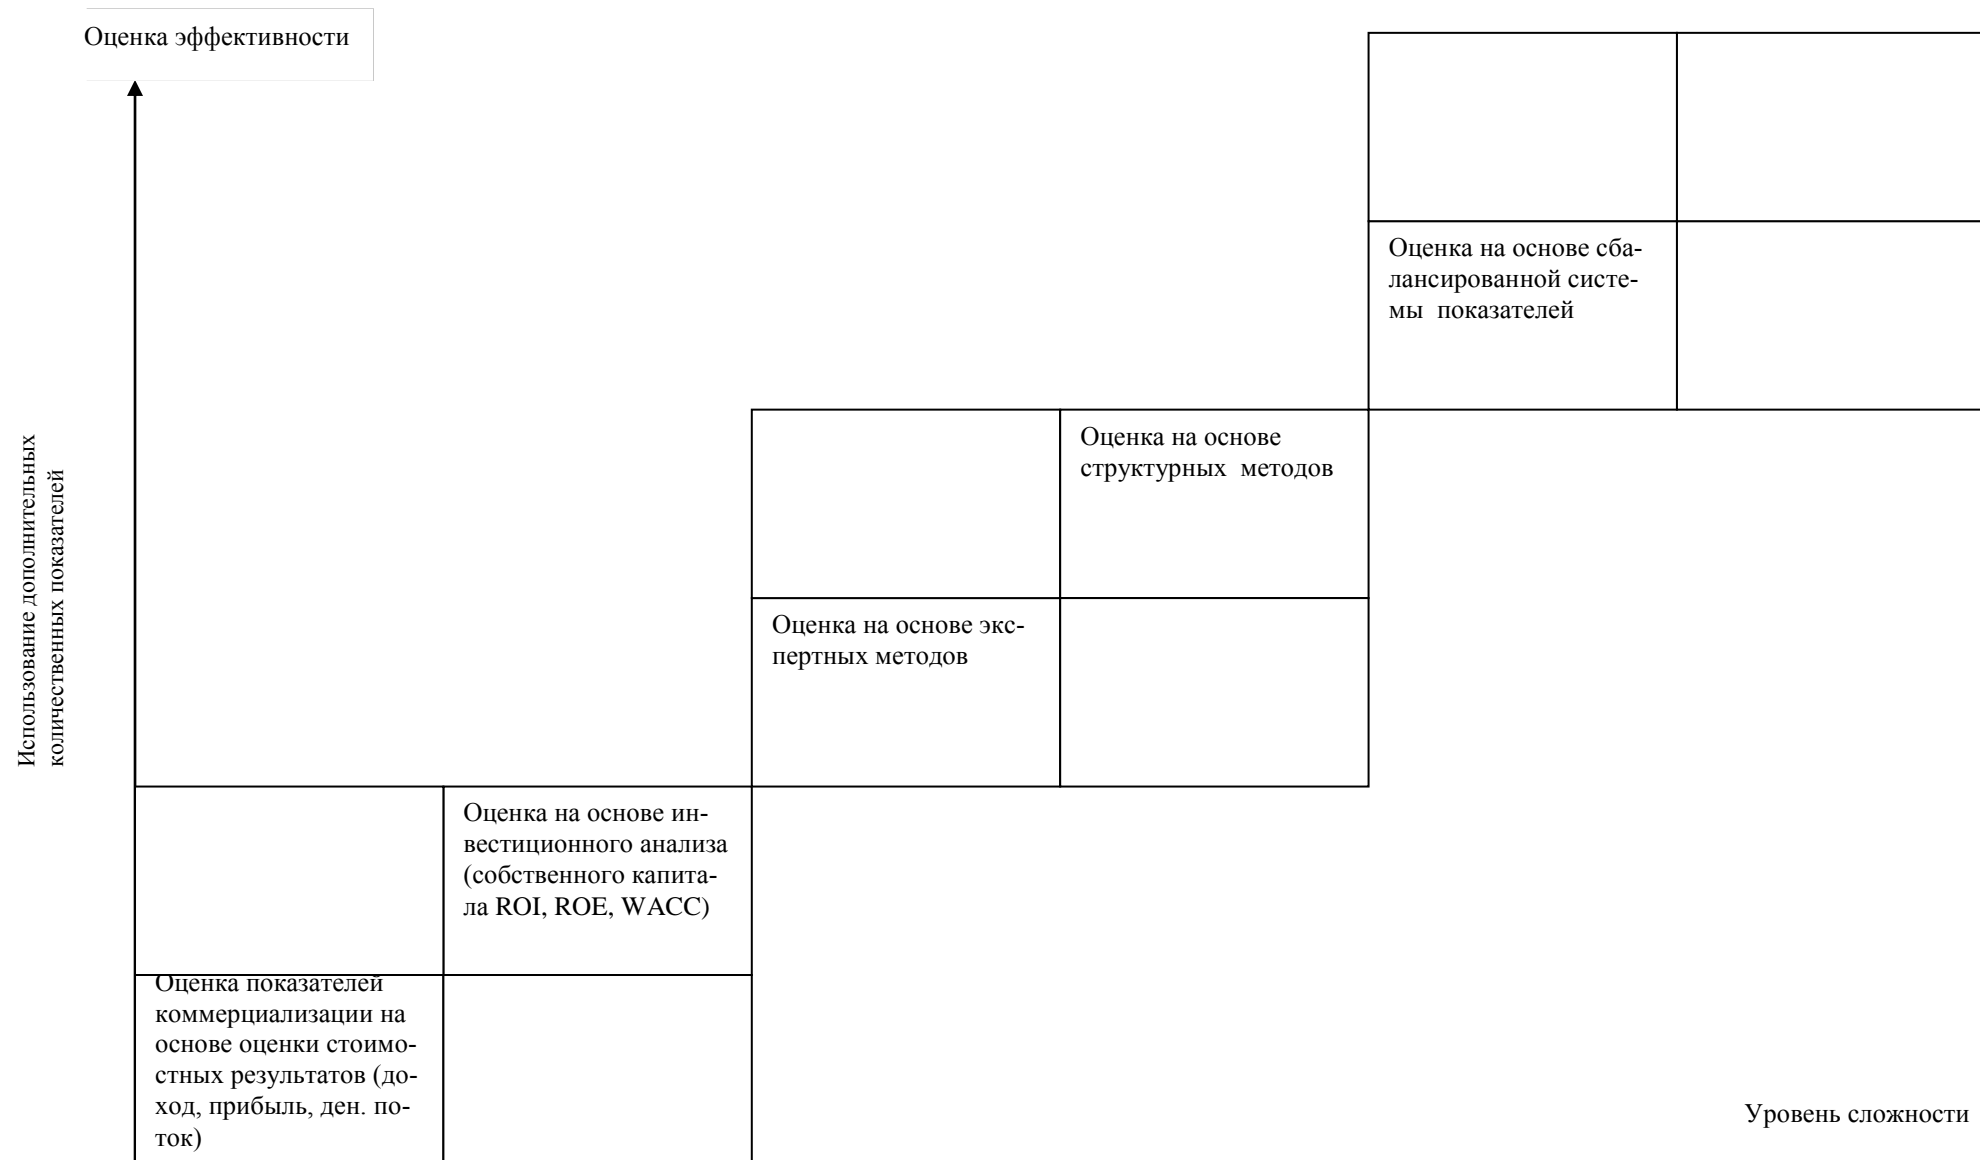 Оценка эффективности
Оценка на основе сба-
лансированной систе-
мы  показателей
Оценка на основе
структурных  методов
Использование дополнительных
количественных показателей
Оценка на основе экс-
пертных методов
Оценка на основе ин-
вестиционного анализа
(собственного капита-
ла ROI, ROE, WACC)
Оценка показателей
коммерциализации на
основе оценки стоимо-
стных результатов (до-
ход, прибыль, ден. по-
ток)
Уровень сложности